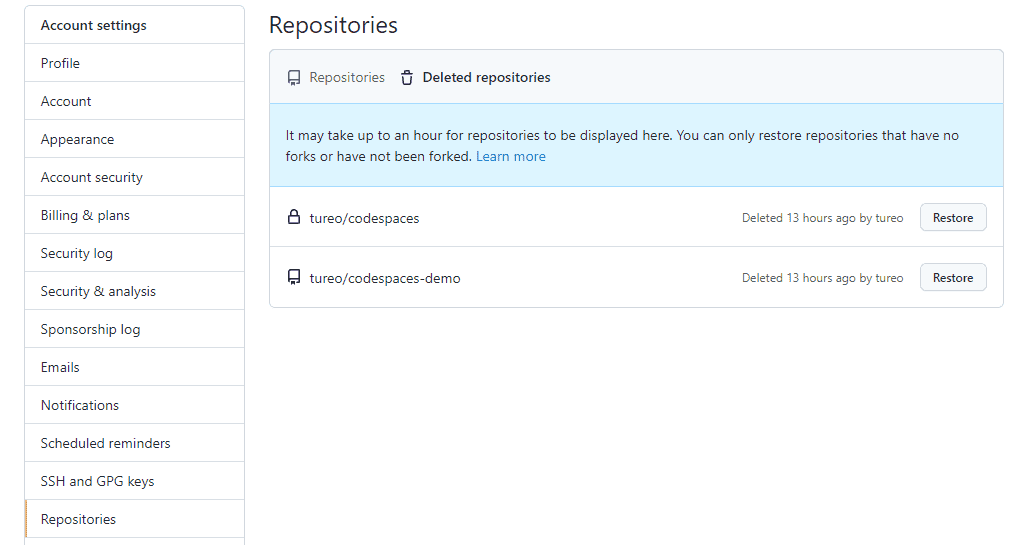 Account settings
Profile
Account
Appearance
Account security
Billing & plans
Security log
Security & analysis
Sponsorship log
Emails
Notifications
Scheduled reminders
SSH and GPG keys
Repositories
Repositories
Repositories Deleted repositories
It may take up to an hour for repositories to be displayed here. You can only restore repositories that have no
forks or have not been forked. Learn more
tureo/codespaces Deleted 13 hours ago by tureo Restore
tureo/codespaces-demo Deleted 13 hours ago by tureo Restore